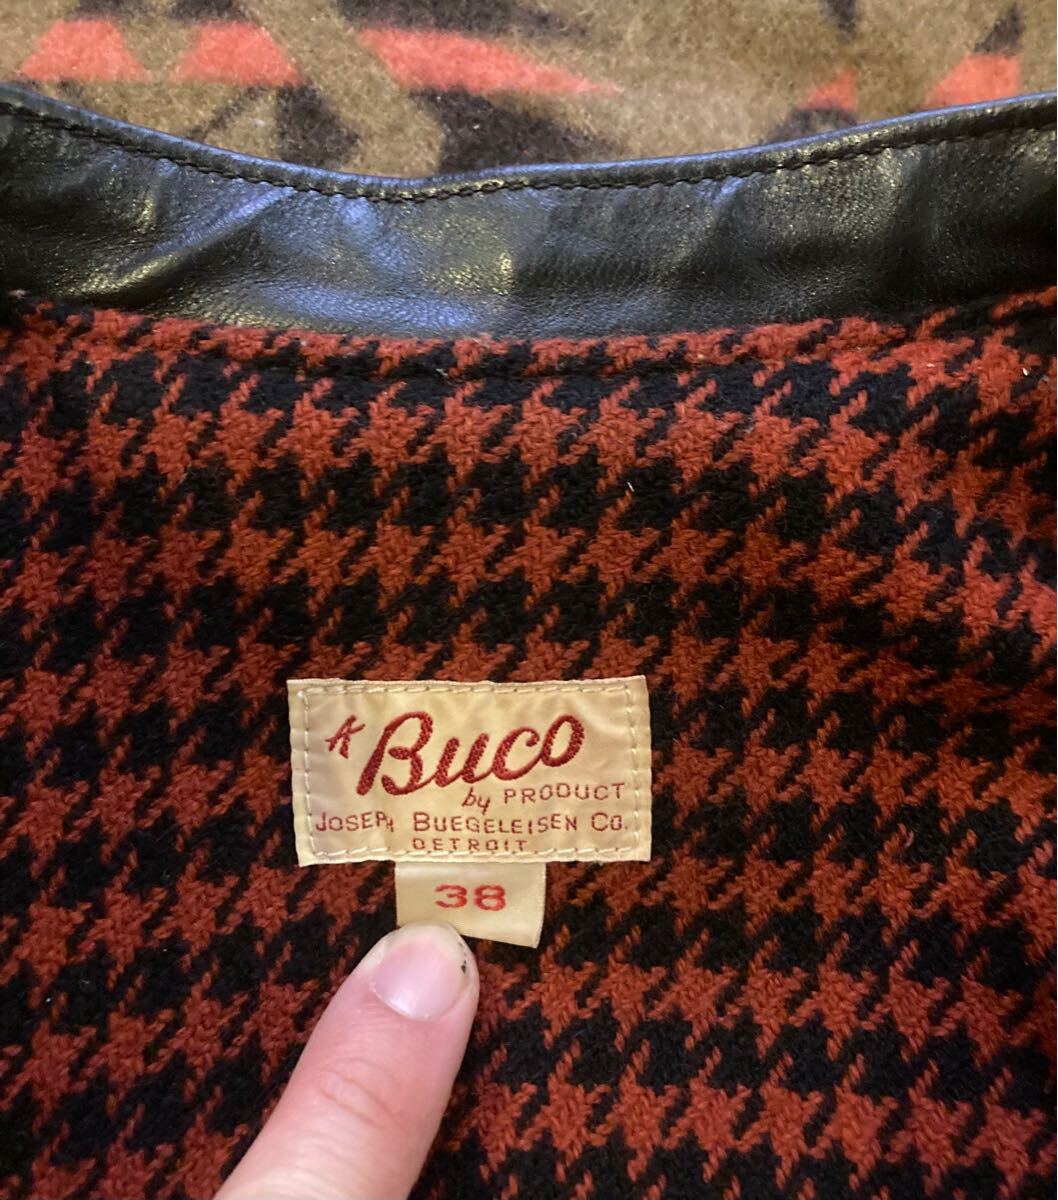 A Buco
by PRODUCT
JOSEPH BUEGELEISEN CO.
DETROIT.
38